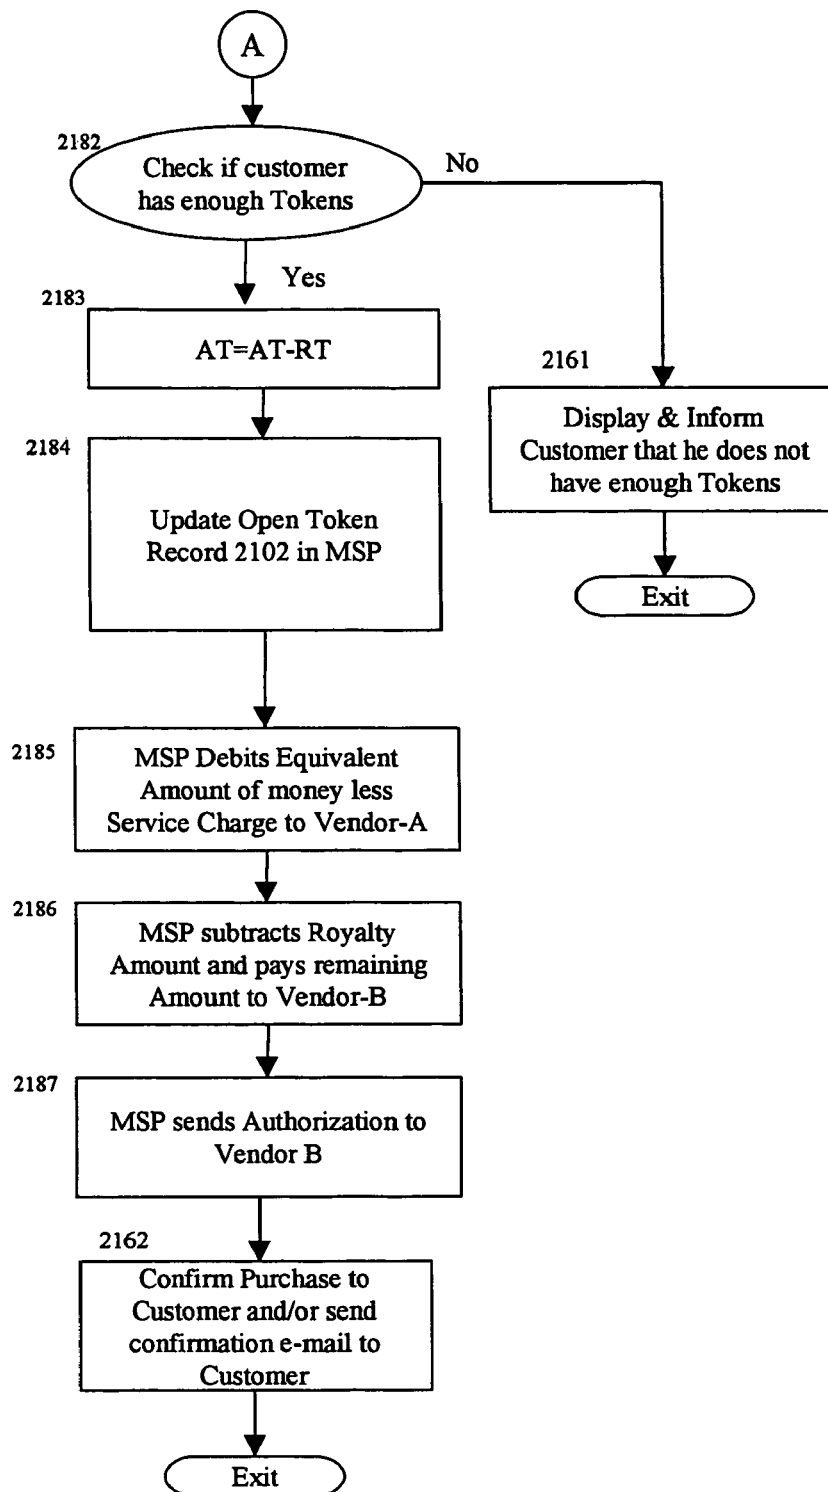 A
2182
Check if customer
has enough Tokens
No
Yes
2183
AT=AT-RT
2161
Display & Inform
Customer that he does not
have enough Tokens
Exit
2184
Update Open Token
Record 2102 in MSP
2185
MSP Debits Equivalent
Amount of money less
Service Charge to Vendor-A
2186
MSP subtracts Royalty
Amount and pays remaining
Amount to Vendor-B
2187
MSP sends Authorization to
Vendor B
2162
Confirm Purchase to
Customer and/or send
confirmation e-mail to
Customer
Exit